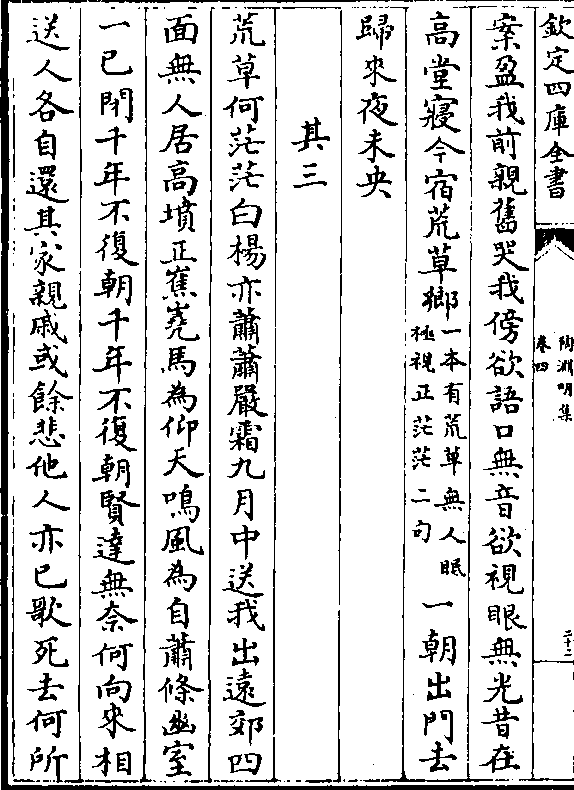 欽定四庫全書
陶淵明集
卷四
二十二
案盈我前親舊哭我傍欲語口無音欲視眼無光昔在
高堂寢今宿荒草鄉一本有荒草無人眠極視正茫茫二句一朝出門去
歸來夜未央
其三
荒草何茫茫白楊亦蕭蕭嚴霜九月中送我出遠郊四
面無人居高墳正嶣嶢馬為仰天鳴風為自蕭條幽室
一已閉千年不復朝千年不復朝賢達無奈何向來相
送人各自還其家親戚或餘悲他人亦已歌死去何所